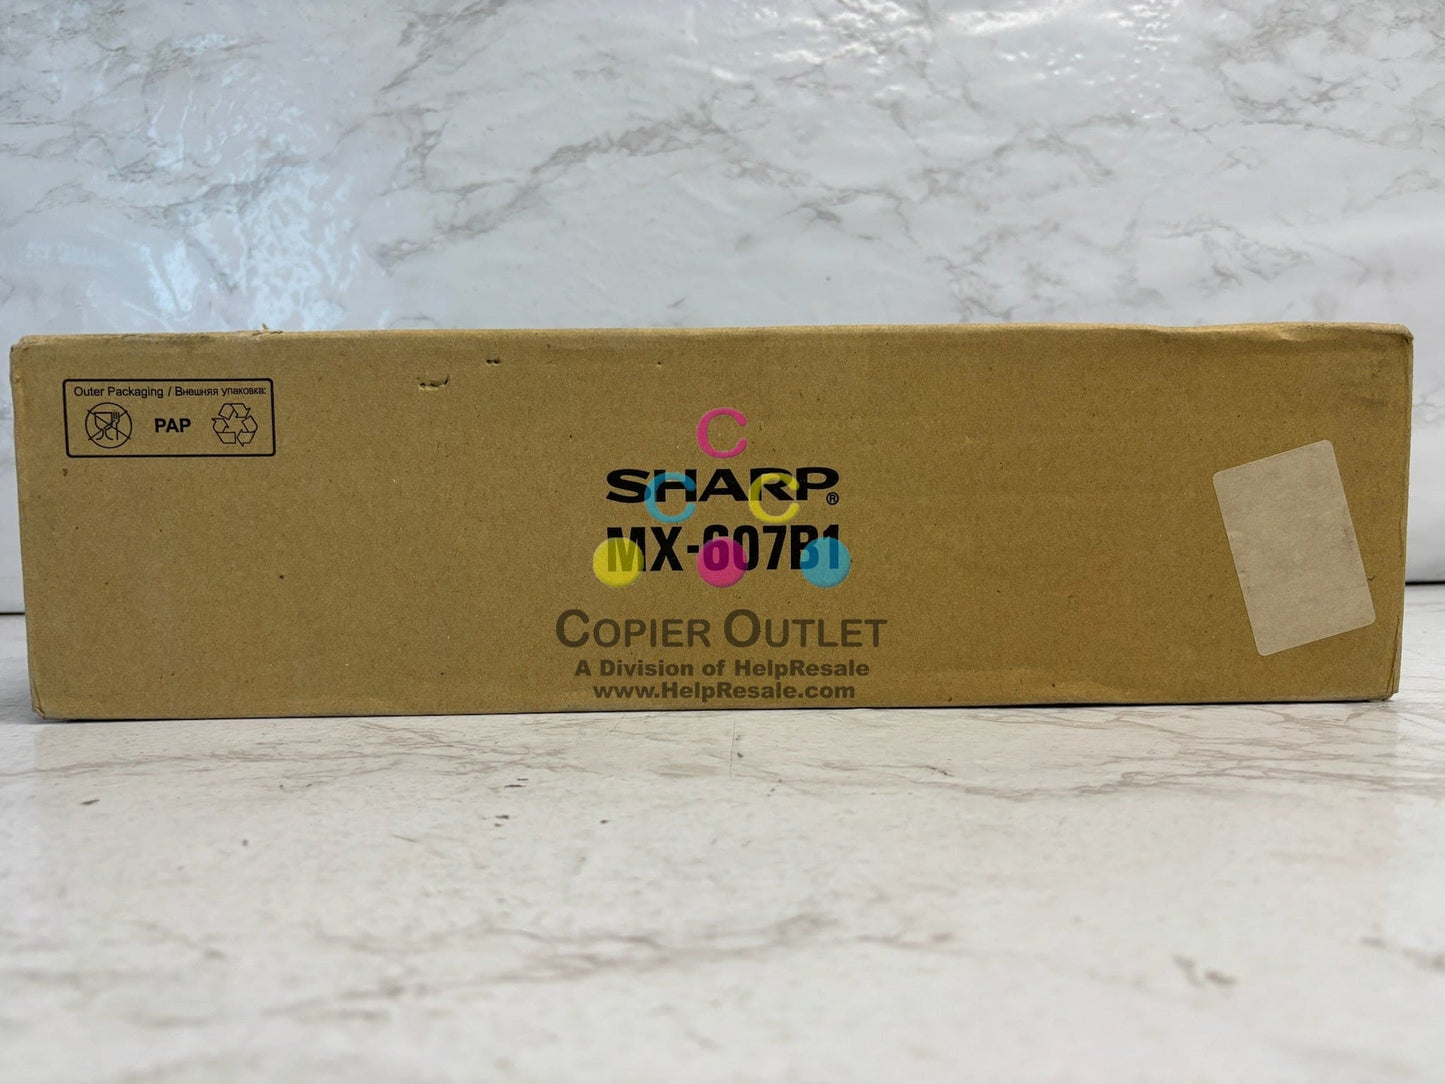 Outer Packaging / Внешняя упаковка:
PAP
C
SHARP®
C C
MX-607B1
COPIER OUTLET
A Division of HelpResale
www.HelpResale.com